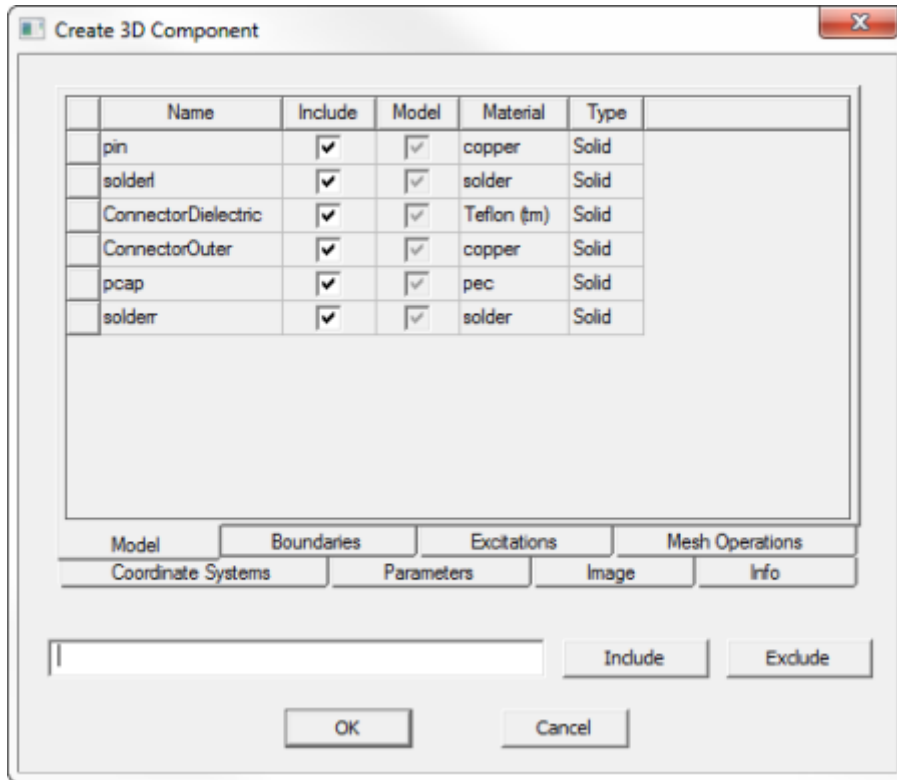 Create 3D Component
Name Include Model Material Type
pin copper Solid
solderl solder Solid
ConnectorDielectric Teflon (tm) Solid
ConnectorOuter copper Solid
pcap pec Solid
solderr solder Solid
Model Boundaries Excitations Mesh Operations
Coordinate Systems Parameters Image Info
Include Exclude
OK Cancel